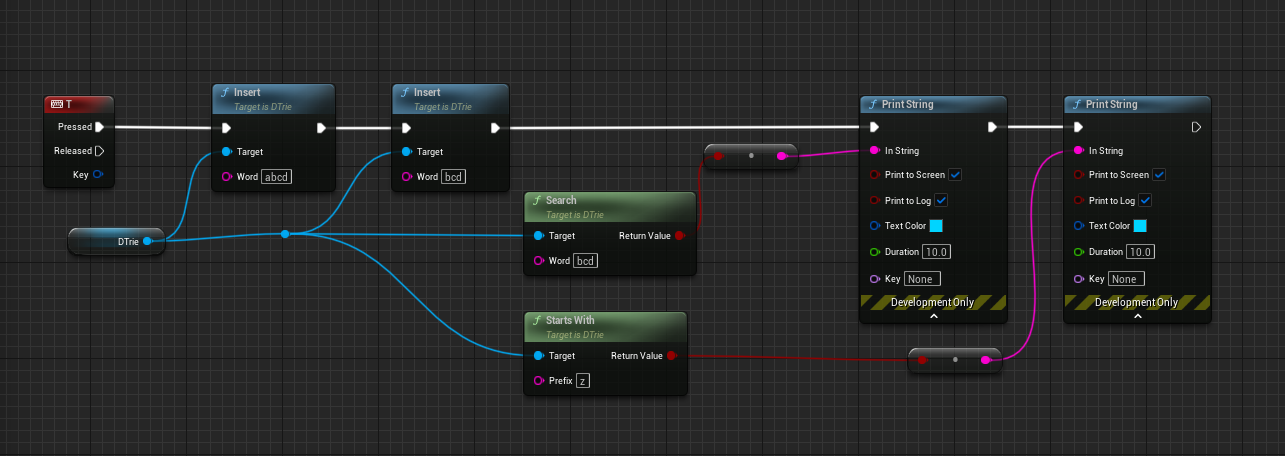 T
Pressed
Released
Key
DTrie
Insert
Target is DTrie
Target
Word abcd
Insert
Target is DTrie
Target
Word bcd
Search
Target is DTrie
Target Return Value
Word bcd
Starts With
Target is DTrie
Target Return Value
Prefix z
Print String
In String
Print to Screen
Print to Log
Text Color
Duration 10.0
Key None
Development Only
Print String
In String
Print to Screen
Print to Log
Text Color
Duration 10.0
Key None
Development Only